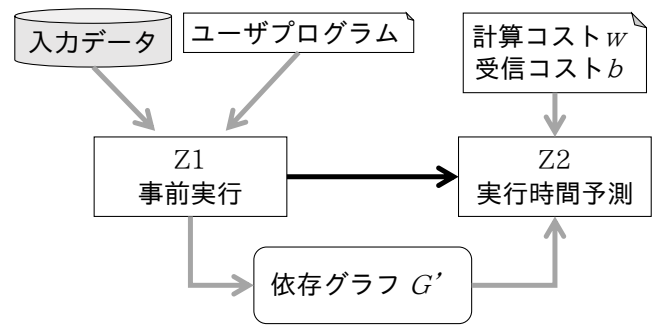 入力データ
ユーザプログラム
計算コストw
受信コストb
Z1
事前実行
Z2
実行時間予測
依存グラフ G’